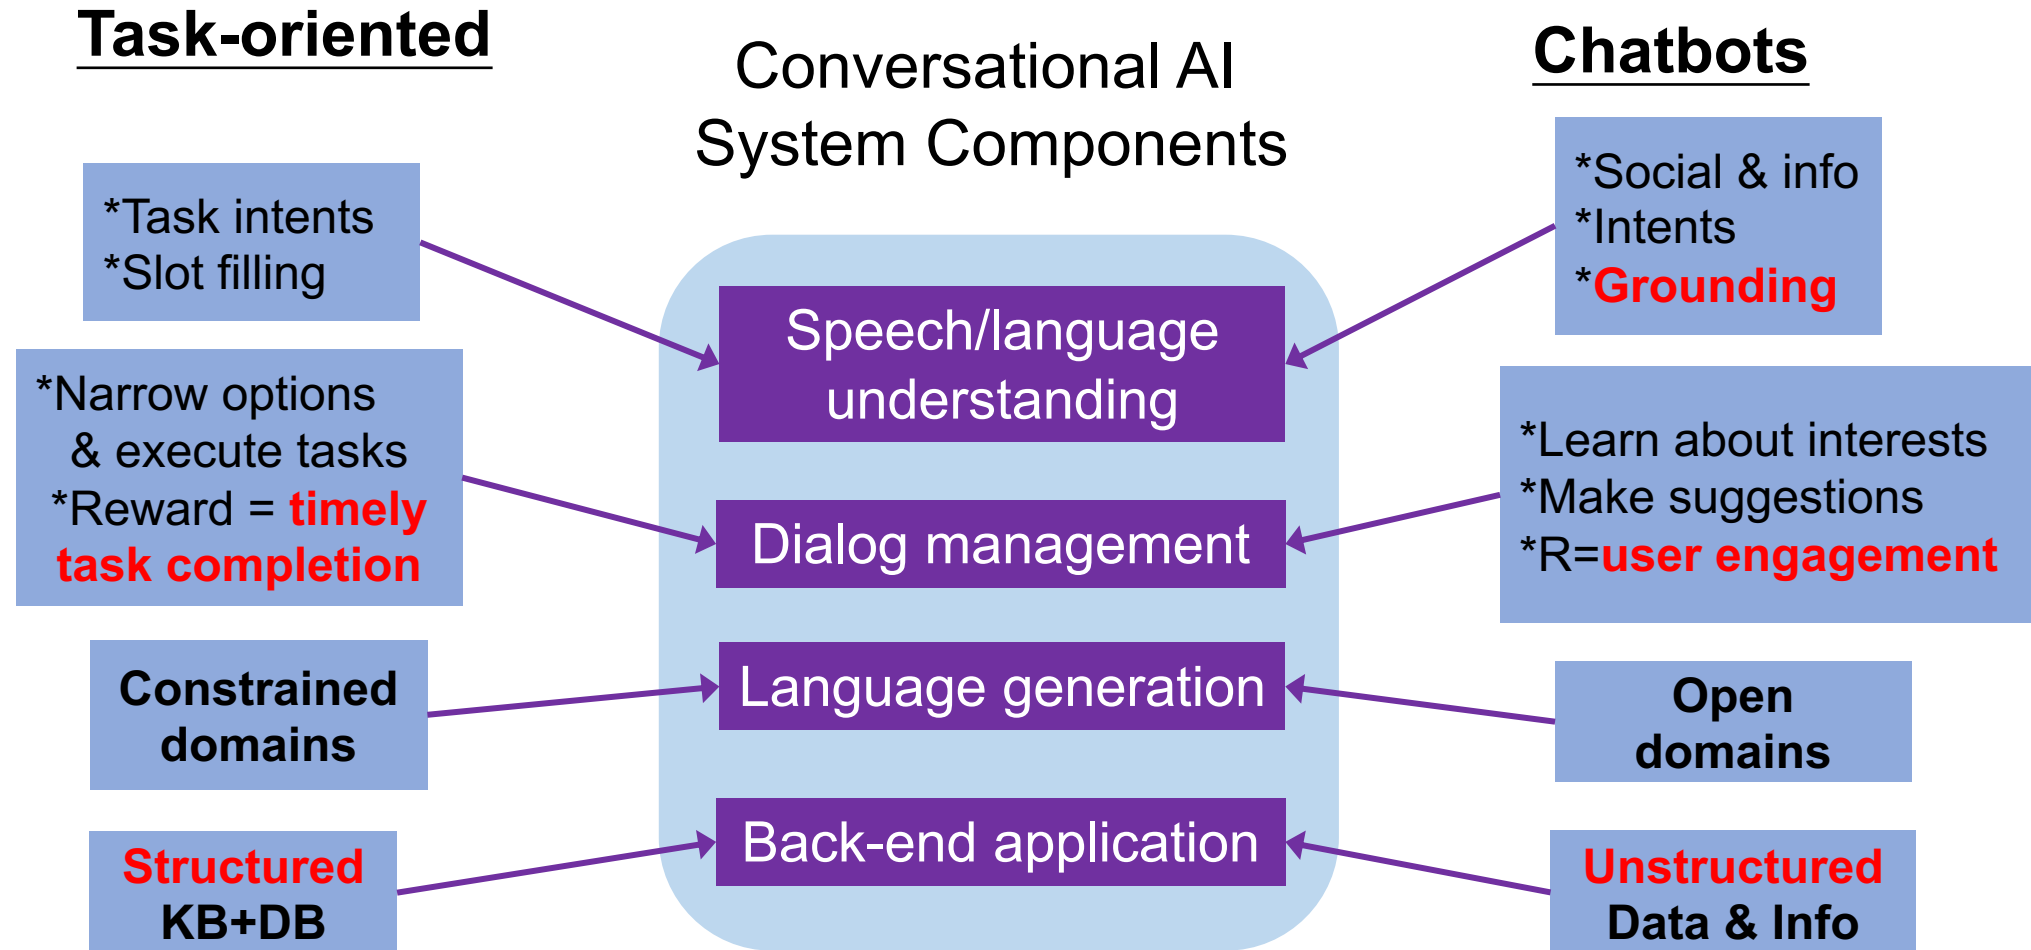 Task-oriented
Conversational AI
System Components
Chatbots
*Task intents
*Slot filling
*Narrow options
& execute tasks
*Reward = timely
task completion
Constrained
domains
Structured
KB+DB
Speech/language
understanding
Dialog management
Language generation
Back-end application
*Social & info
*Intents
*Grounding
*Learn about interests
*Make suggestions
*R=user engagement
Open
domains
Unstructured
Data & Info